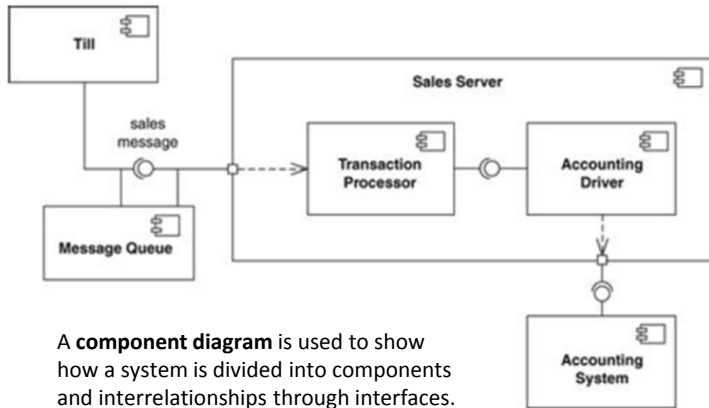 Till
Sales Server
sales
message
Transaction
Processor
Accounting
Driver
Message Queue
A component diagram is used to show
how a system is divided into components
and interrelationships through interfaces.
Accounting
System